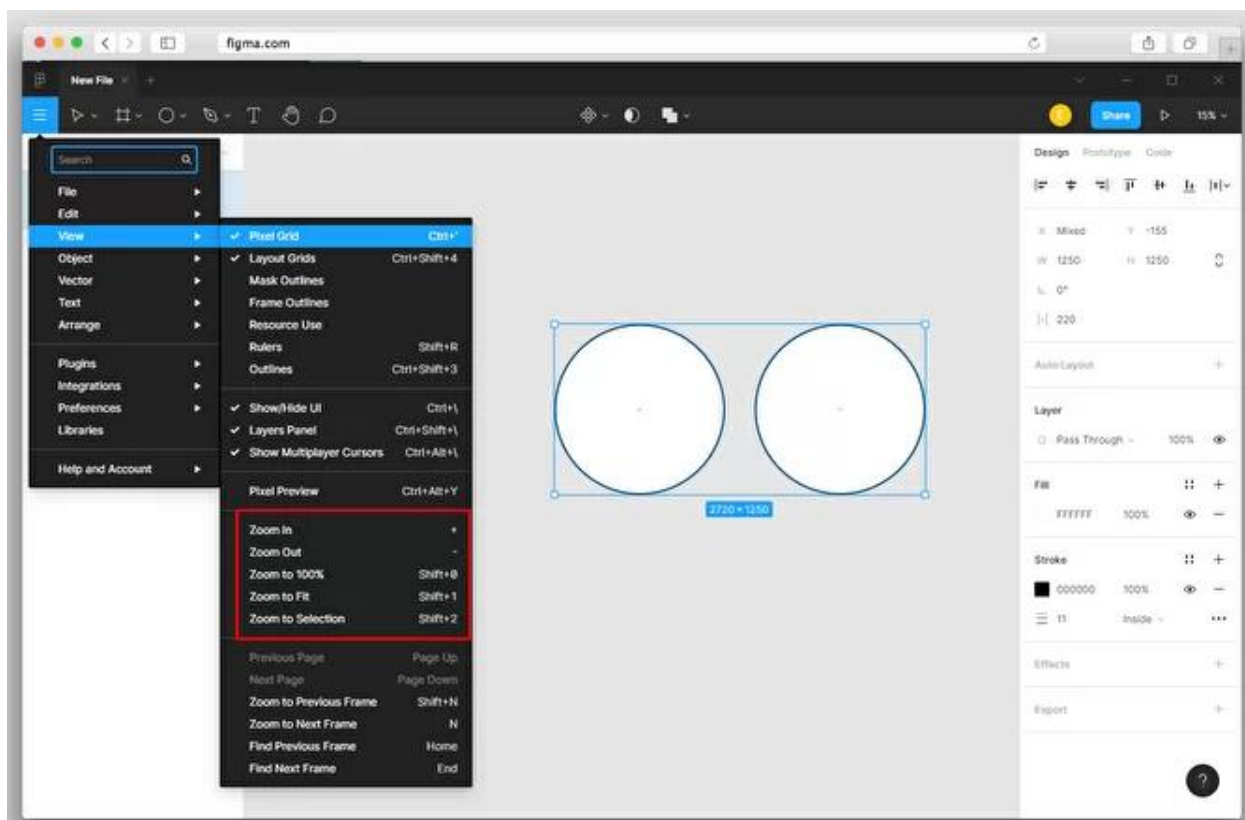 figma.com
New File
T
Share
15%
Search
File
Edit
View
Object
Vector
Text
Arrange
Plugins
Integrations
Preferences
Libraries
Help and Account
Pixel Grid Ctrl+'
Layout Grids Ctrl+Shift+4
Mask Outlines
Frame Outlines
Resource Use
Rulers Shift+R
Outlines Ctrl+Shift+3
Show/Hide UI Ctrl+\
Layers Panel Ctrl+Shift+\
Show Multiplayer Cursors Ctrl+Alt+\
Pixel Preview Ctrl+Alt+Y
Zoom In +
Zoom Out -
Zoom to 100% Shift+0
Zoom to Fit Shift+1
Zoom to Selection Shift+2
Previous Page Page Up
Next Page Page Down
Zoom to Previous Frame Shift+N
Zoom to Next Frame N
Find Previous Frame Home
Find Next Frame End
2720 × 1250
Design Prototype Code
X Mixed Y -155
W 1250 H 1250
0°
220
Auto Layout
Layer
Pass Through 100%
Fill
FFFFFF 100%
Stroke
000000 100%
11 Inside
Effects
Export
?